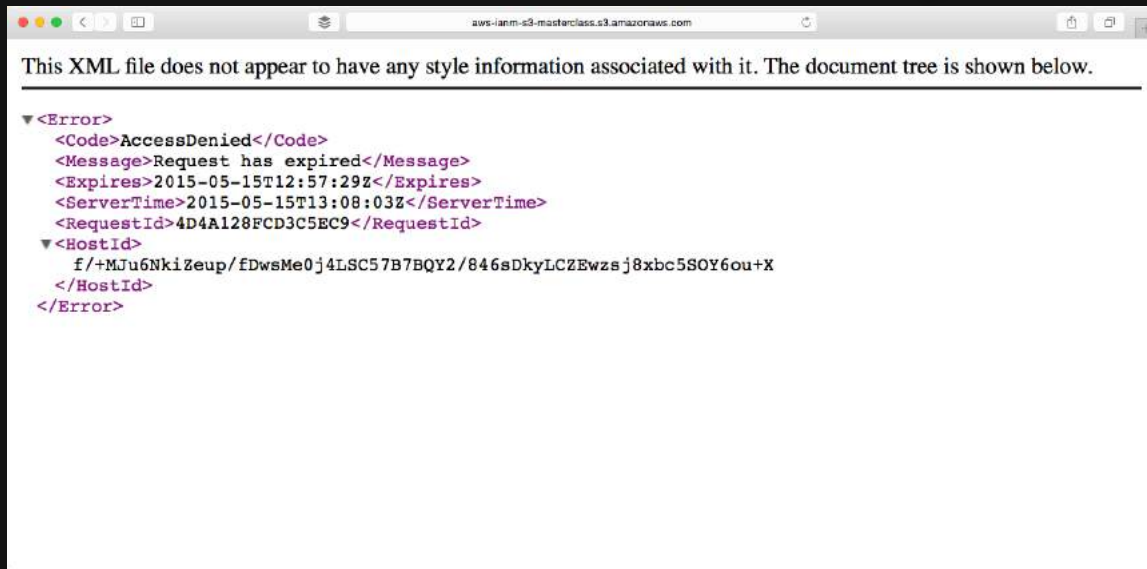 aws-ianm-s3-masterclass.s3.amazonaws.com
This XML file does not appear to have any style information associated with it. The document tree is shown below.
▼<Error>
<Code>AccessDenied</Code>
<Message>Request has expired</Message>
<Expires>2015-05-15T12:57:29Z</Expires>
<ServerTime>2015-05-15T13:08:03Z</ServerTime>
<RequestId>4D4A128FCD3C5EC9</RequestId>
▼<HostId>
f/+MJu6NkiZeup/fDwsMe0j4LSC57B7BQY2/846sDkyLCZEwzsj8xbc5SOY6ou+X
</HostId>
</Error>